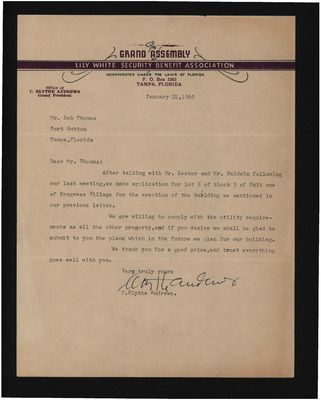 The
GRAND ASSEMBLY
of
LILY WHITE SECURITY BENEFIT ASSOCIATION
INCORPORATED UNDER THE LAWS OF FLORIDA
P. O. Box 5363
TAMPA, FLORIDA
Office of
C. BLYTHE ANDREWS
Grand President
January 21,1960
Mr. Bob Thomas
Port Sutton
Tampa,Florida
Dear Mr. Thomas:
After talking with Mr. Lester and Mr. Baldwin following
our last meeting,we make application for lot 5 of block 3 of Unit one
of Progress Village for the erection of the building we mentioned in
our previous letter.
We are willing to comply with the utility require-
ments as all the other property,and if you desire we shall be glad to
submit to you the plans which in the future we plan for our building.
We thank you for a good price,and trust everything
goes well with you.
Very truly yours
C. Blythe Andrews
C.Blythe Andrews.